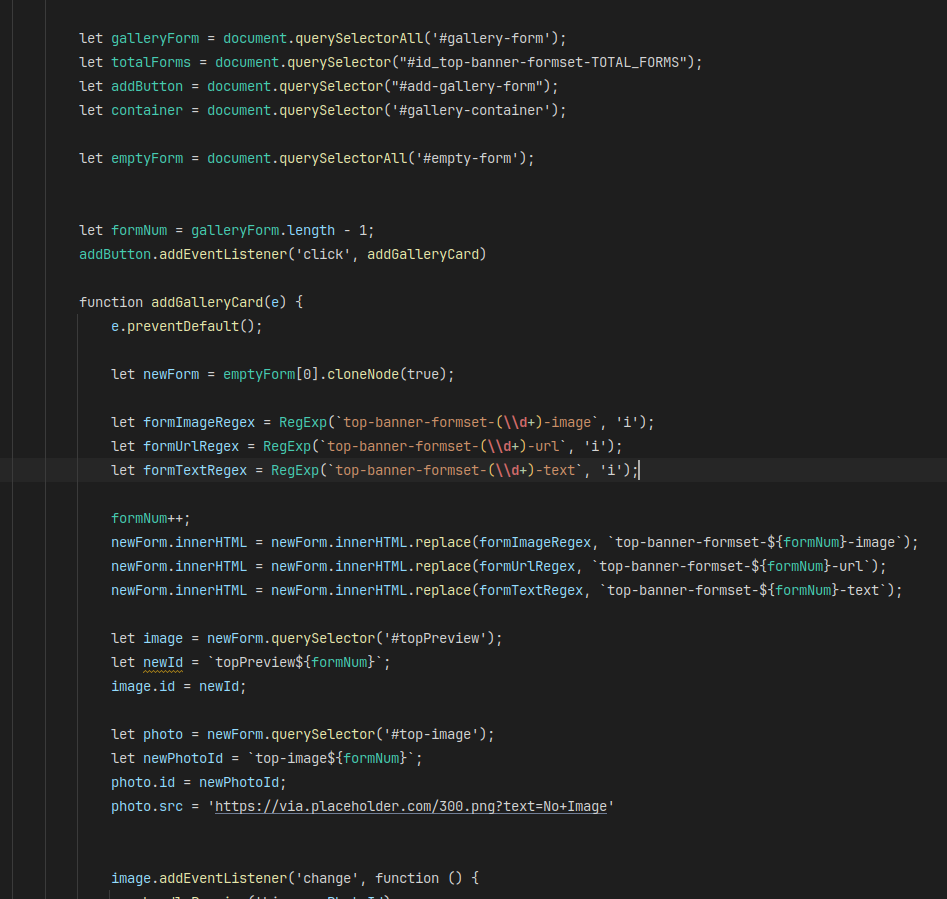 let galleryForm = document.querySelectorAll('#gallery-form');
let totalForms = document.querySelector("#id_top-banner-formset-TOTAL_FORMS");
let addButton = document.querySelector("#add-gallery-form");
let container = document.querySelector('#gallery-container');
let emptyForm = document.querySelectorAll('#empty-form');
let formNum = galleryForm.length - 1;
addButton.addEventListener('click', addGalleryCard)
function addGalleryCard(e) {
e.preventDefault();
let newForm = emptyForm[0].cloneNode(true);
let formImageRegex = RegExp(`top-banner-formset-(\\d+)-image`, 'i');
let formUrlRegex = RegExp(`top-banner-formset-(\\d+)-url`, 'i');
let formTextRegex = RegExp(`top-banner-formset-(\\d+)-text`, 'i');
formNum++;
newForm.innerHTML = newForm.innerHTML.replace(formImageRegex, `top-banner-formset-${formNum}-image`);
newForm.innerHTML = newForm.innerHTML.replace(formUrlRegex, `top-banner-formset-${formNum}-url`);
newForm.innerHTML = newForm.innerHTML.replace(formTextRegex, `top-banner-formset-${formNum}-text`);
let image = newForm.querySelector('#topPreview');
let newId = `topPreview${formNum}`;
image.id = newId;
let photo = newForm.querySelector('#top-image');
let newPhotoId = `top-image${formNum}`;
photo.id = newPhotoId;
photo.src = 'https://via.placeholder.com/300.png?text=No+Image'
image.addEventListener('change', function () {